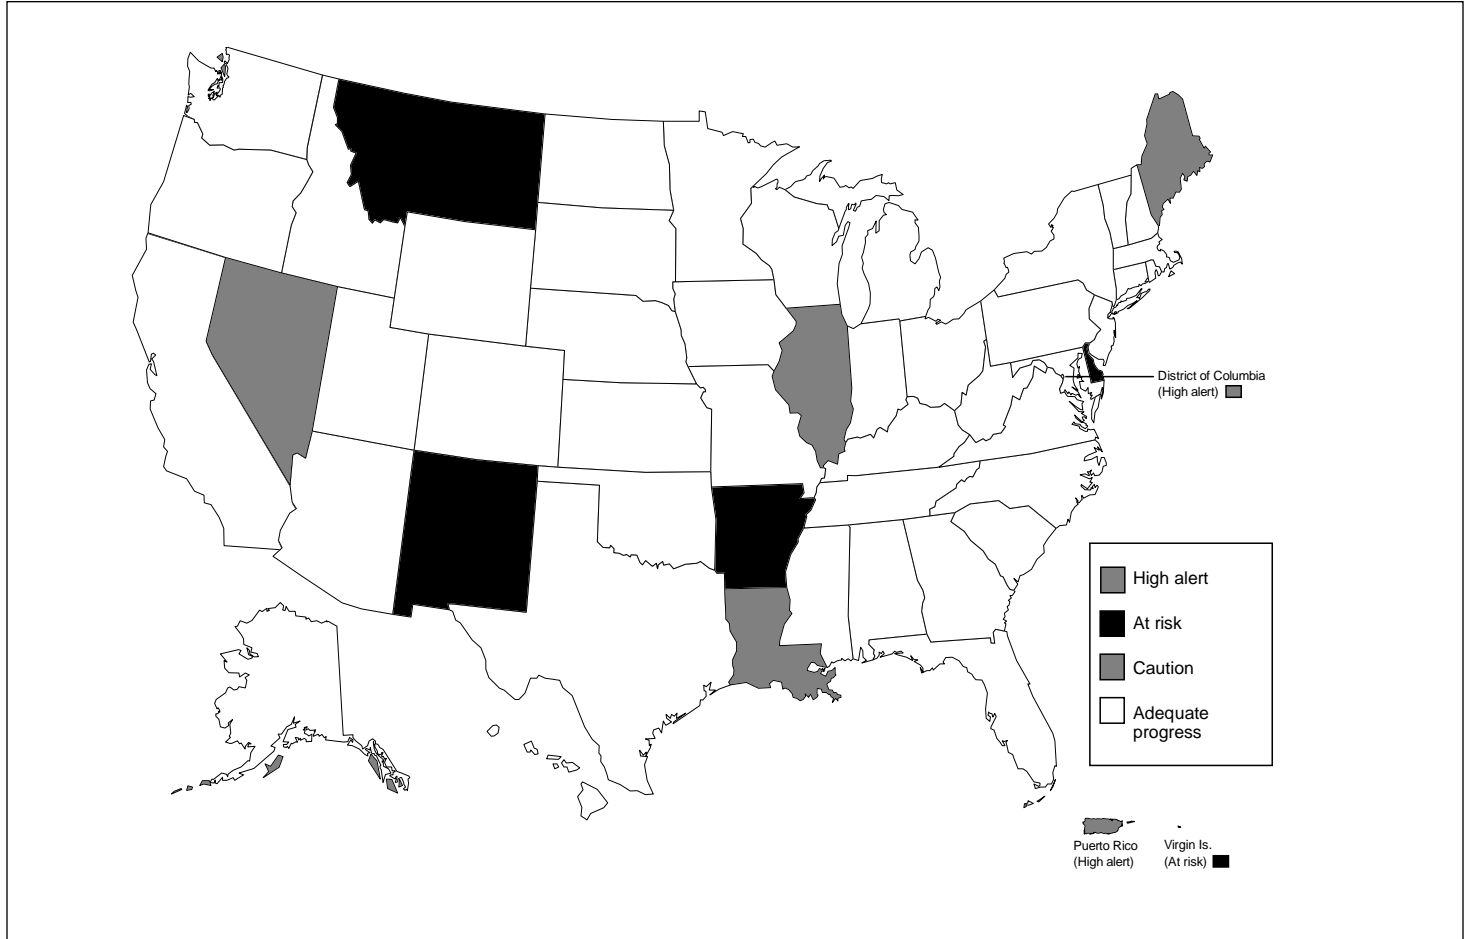 District of Columbia
(High alert)
High alert
At risk
Caution
Adequate
progress
Puerto Rico
(High alert)
Virgin Is.
(At risk)